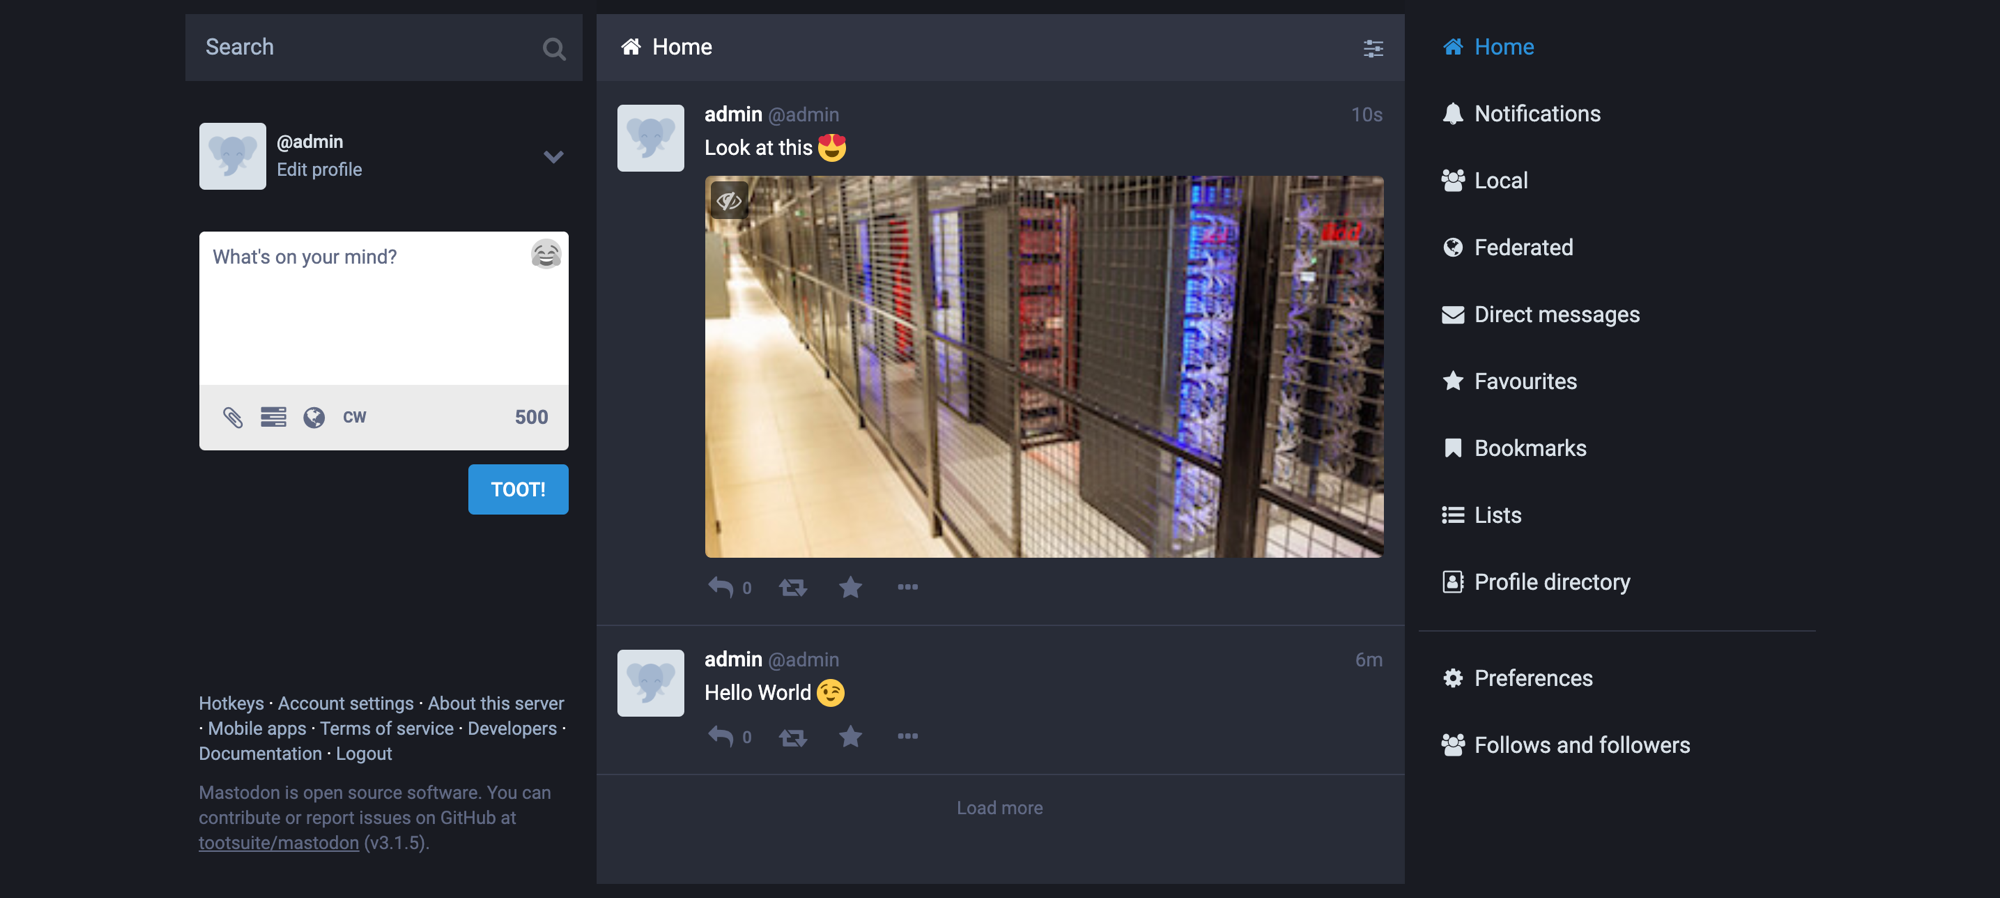 Search
@admin
Edit profile
What's on your mind?
CW
500
TOOT!
Hotkeys · Account settings · About this server
· Mobile apps · Terms of service · Developers ·
Documentation · Logout
Mastodon is open source software. You can
contribute or report issues on GitHub at
tootsuite/mastodon (v3.1.5).
Home
admin @admin
10s
Look at this 😍
0
admin @admin
6m
Hello World 😉
0
Load more
Home
Notifications
Local
Federated
Direct messages
Favourites
Bookmarks
Lists
Profile directory
Preferences
Follows and followers